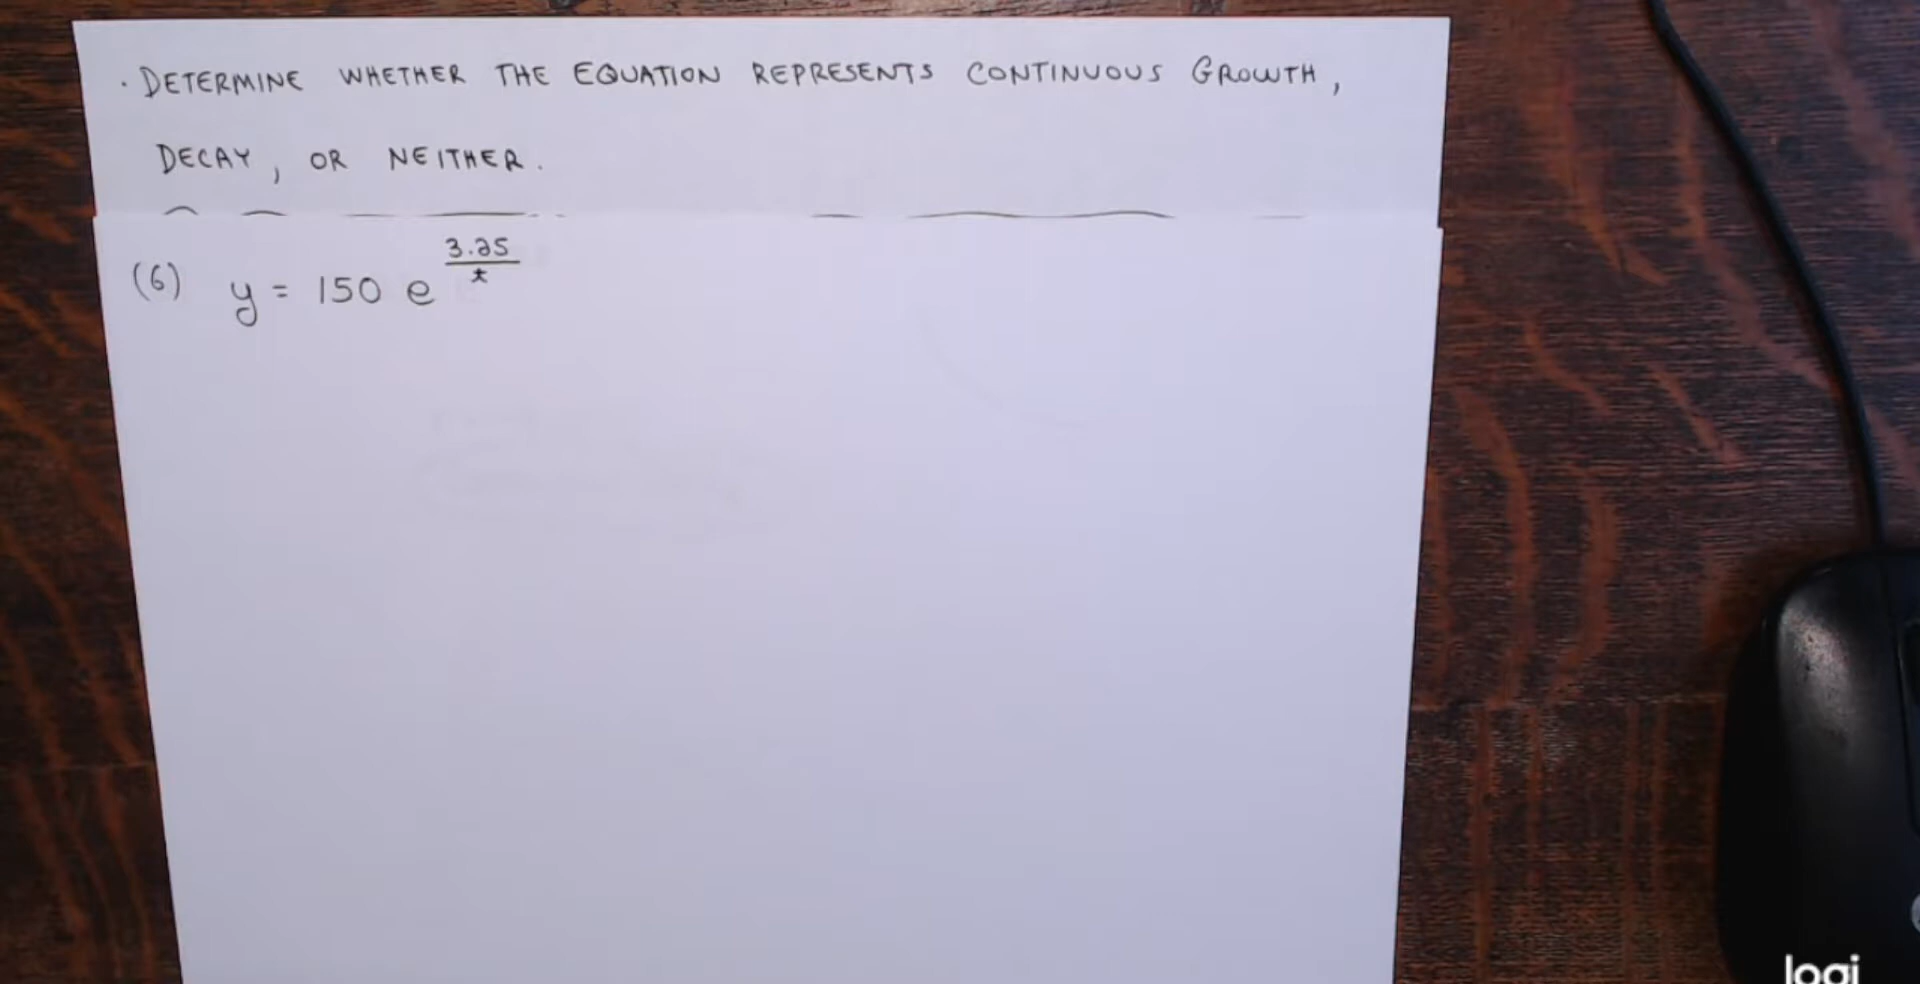 · DETERMINE WHETHER THE EQUATION REPRESENTS CONTINUOUS GROWTH,
DECAY, OR NEITHER.
(6) y = 150 e^(3.25/t)
logi